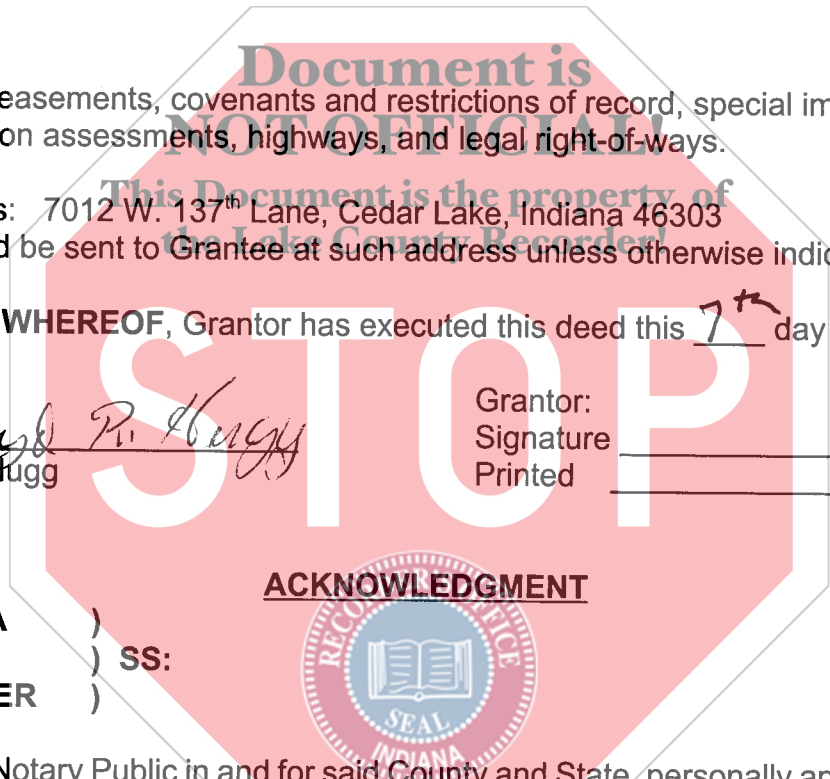 Document is
easements, covenants and restrictions of record, special im
NOT OFFICIAL!
on assessments, highways, and legal right-of-ways.
This Document is the property of
s: 7012 W. 137th Lane, Cedar Lake, Indiana 46303
the Lake County Recorder!
d be sent to Grantee at such address unless otherwise indic
WHEREOF, Grantor has executed this deed this 7th day
STOP
R. Hugg
Grantor:
Signature
Hugg
Printed
ACKNOWLEDGMENT
A )
) SS:
ER )
RECORDER'S OFFICE
SEAL
INDIANA
Notary Public in and for said County and State, personally ap